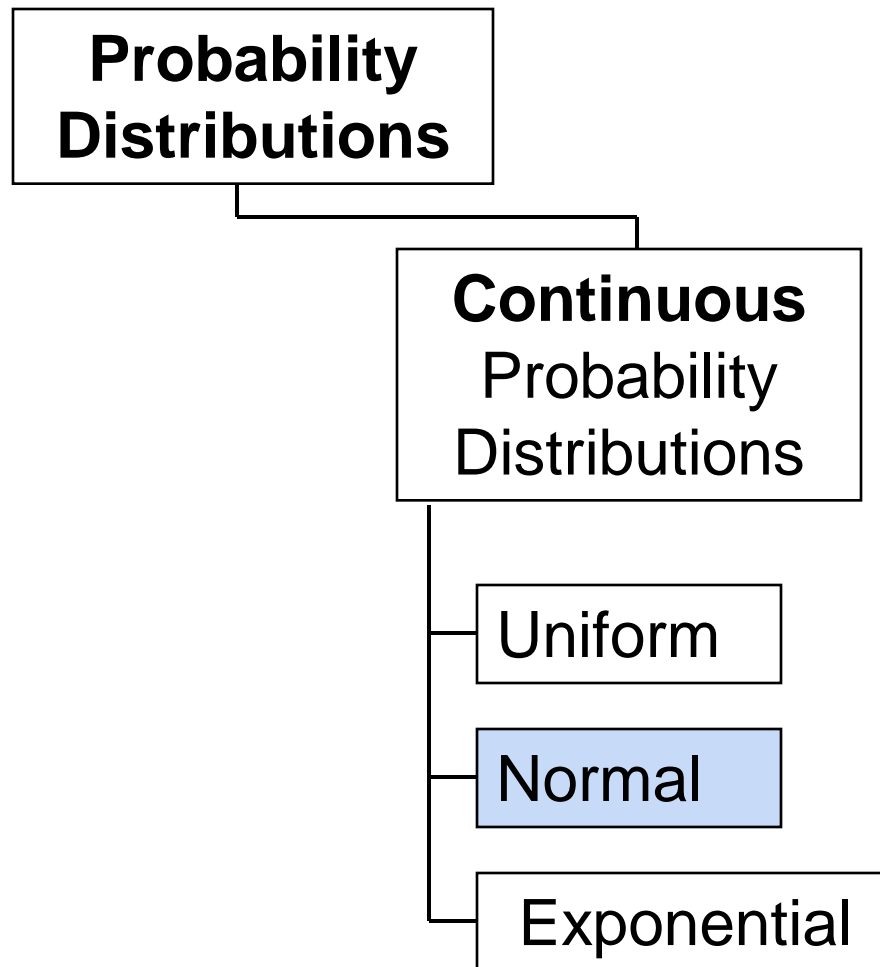 Probability
Distributions
Continuous
Probability
Distributions
Uniform
Normal
Exponential